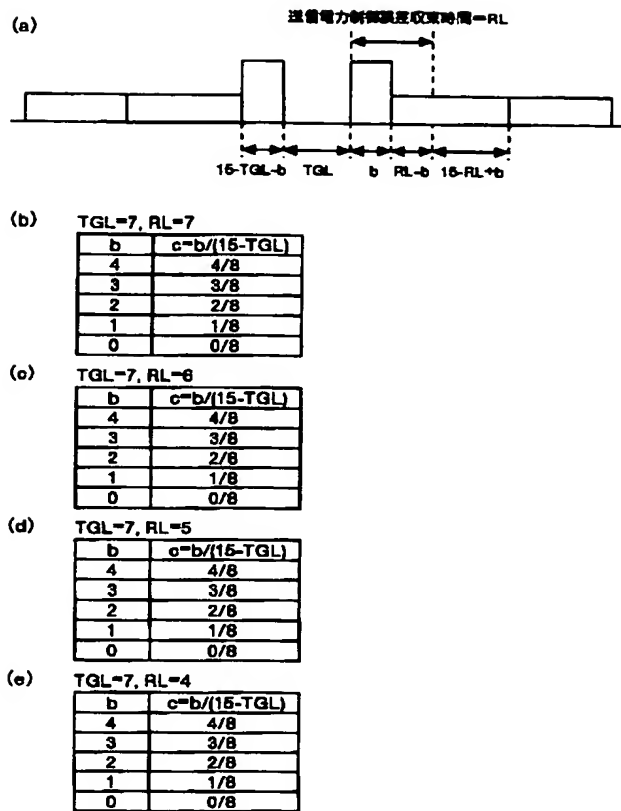 (a)
送信電力制御誤差収束時間=RL
15-TGL-b TGL b RL-b 15-RL+b
(b) TGL=7, RL=7
b c=b/(15-TGL)
4 4/8
3 3/8
2 2/8
1 1/8
0 0/8
(c) TGL=7, RL=6
b c=b/(15-TGL)
4 4/8
3 3/8
2 2/8
1 1/8
0 0/8
(d) TGL=7, RL=5
b c=b/(15-TGL)
4 4/8
3 3/8
2 2/8
1 1/8
0 0/8
(e) TGL=7, RL=4
b c=b/(15-TGL)
4 4/8
3 3/8
2 2/8
1 1/8
0 0/8